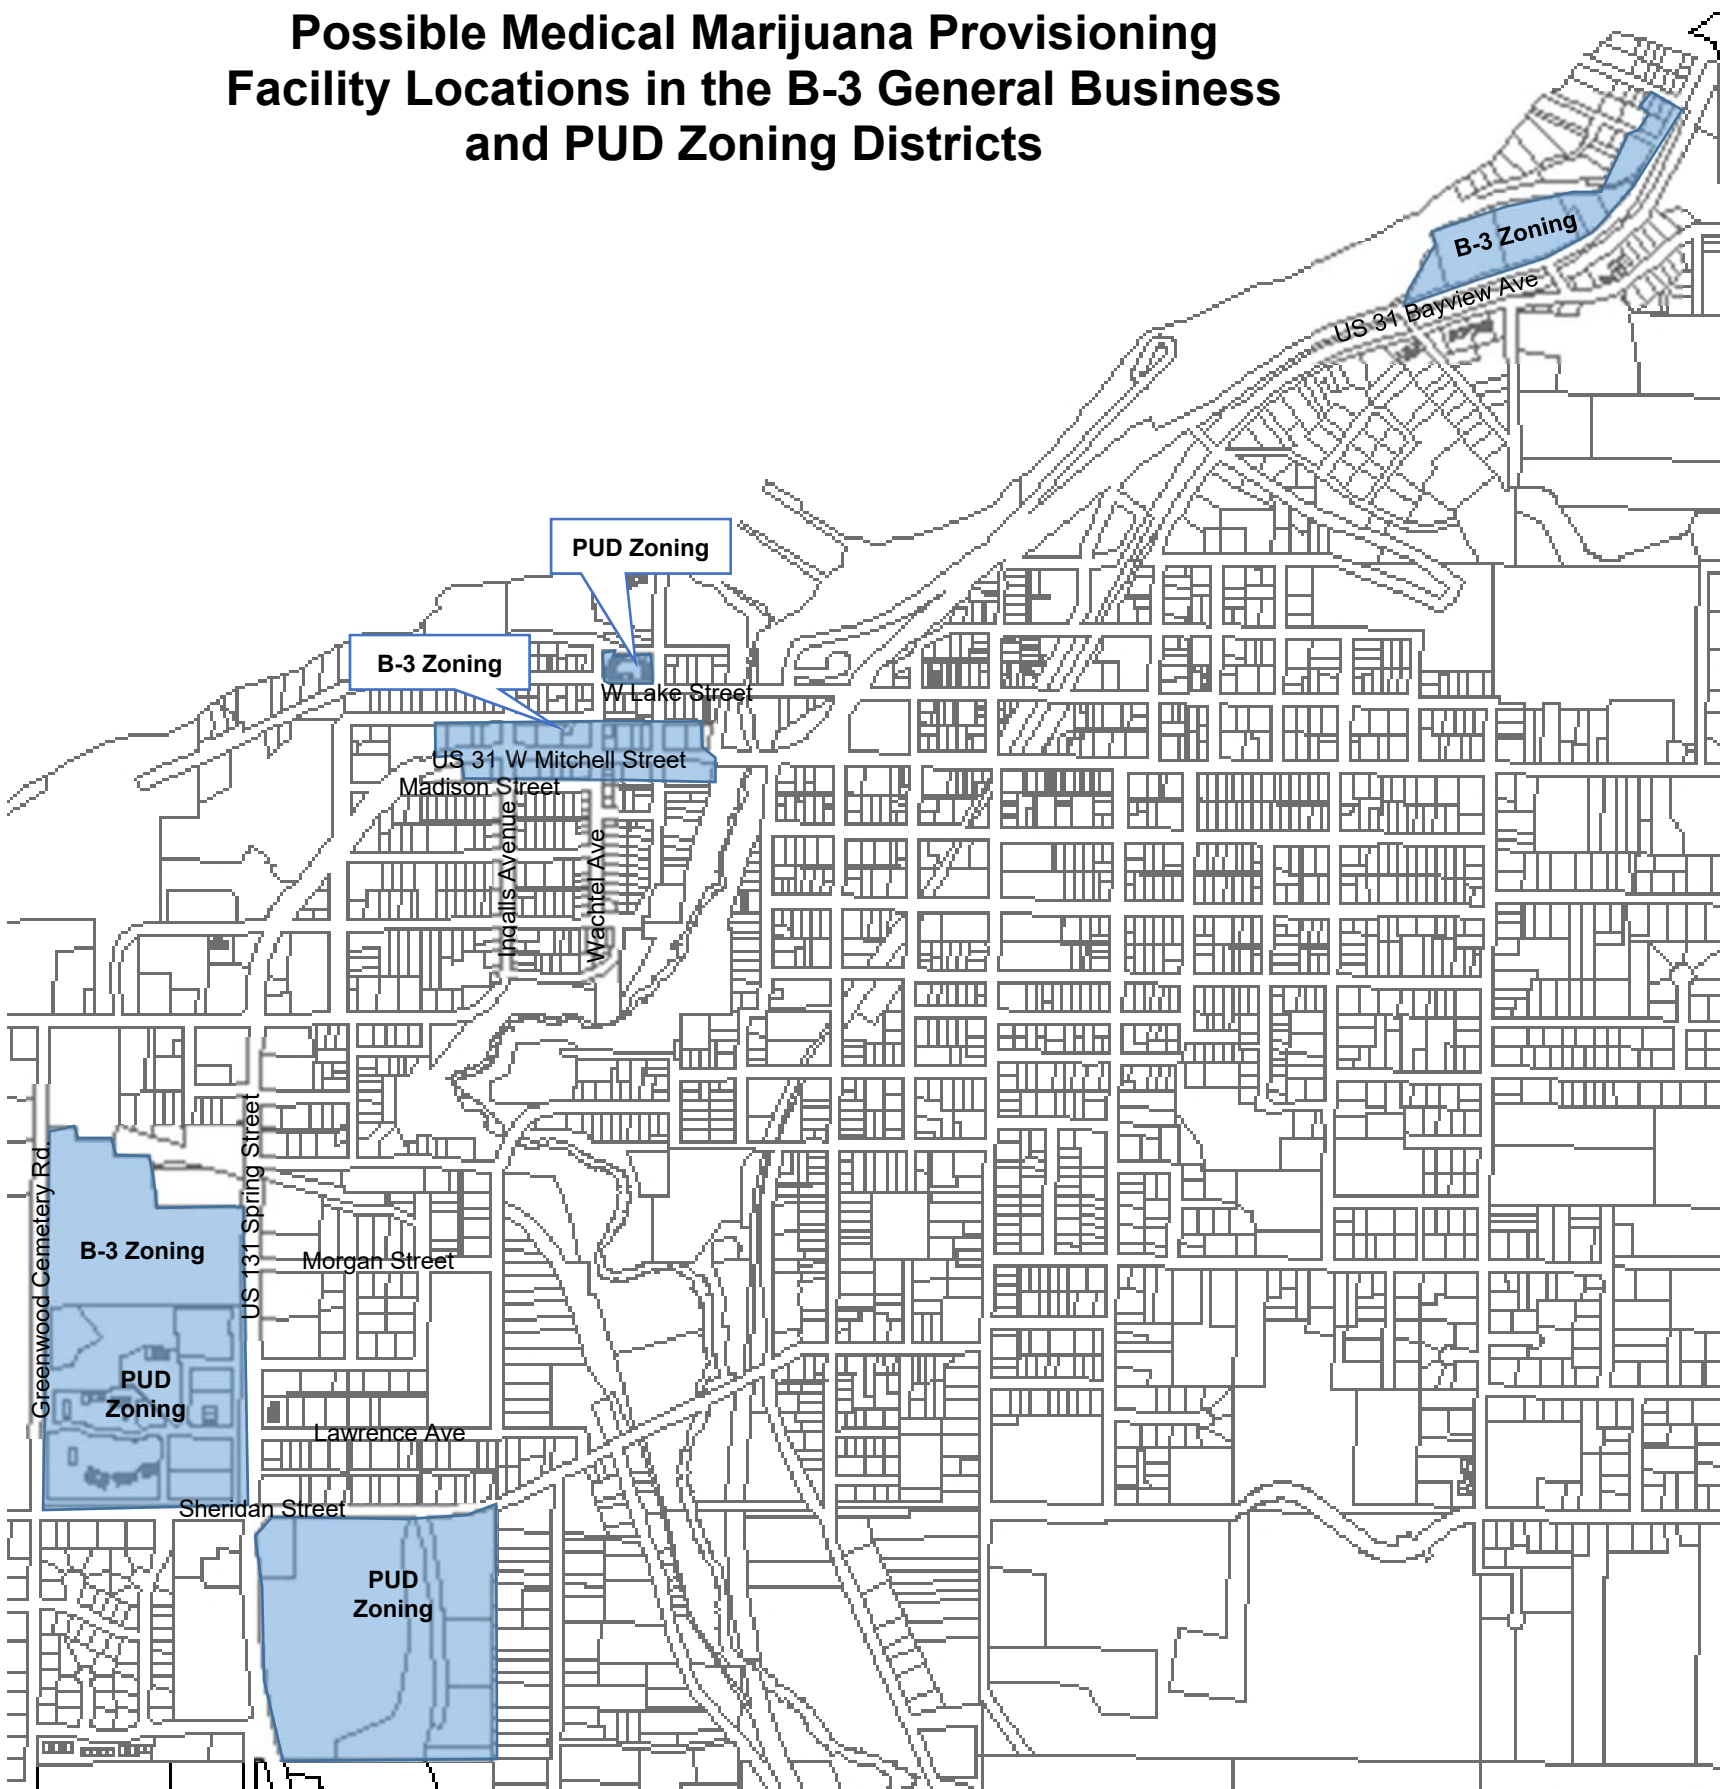 Possible Medical Marijuana Provisioning
Facility Locations in the B-3 General Business
and PUD Zoning Districts
B-3 Zoning
US 31 Bayview Ave
PUD Zoning
B-3 Zoning
W Lake Street
US 31 W Mitchell Street
Madison Street
Indalls Avenue
Wachtel Ave
Greenwood Cemetery Rd.
US 131 Spring Street
B-3 Zoning
Morgan Street
PUD
Zoning
Lawrence Ave
Sheridan Street
PUD
Zoning